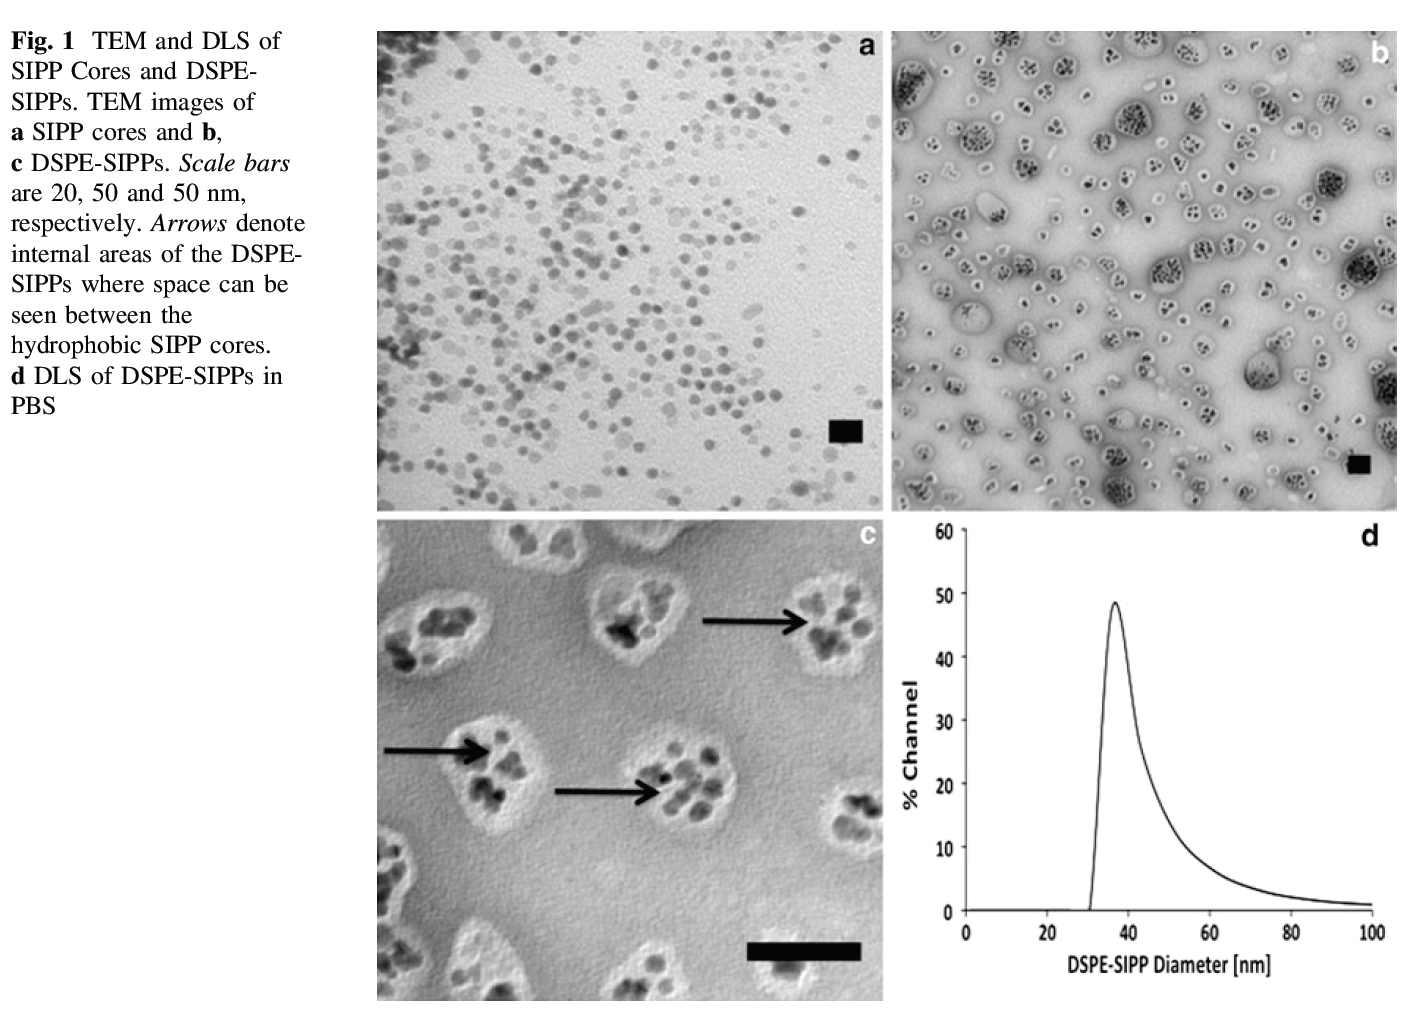 Fig. 1 TEM and DLS of
SIPP Cores and DSPE-
SIPPs. TEM images of
a SIPP cores and b,
c DSPE-SIPPs. Scale bars
are 20, 50 and 50 nm,
respectively. Arrows denote
internal areas of the DSPE-
SIPPs where space can be
seen between the
hydrophobic SIPP cores.
d DLS of DSPE-SIPPs in
PBS
a
b
c
d
60
50
40
30
20
10
0
% Channel
0 20 40 60 80 100
DSPE-SIPP Diameter [nm]